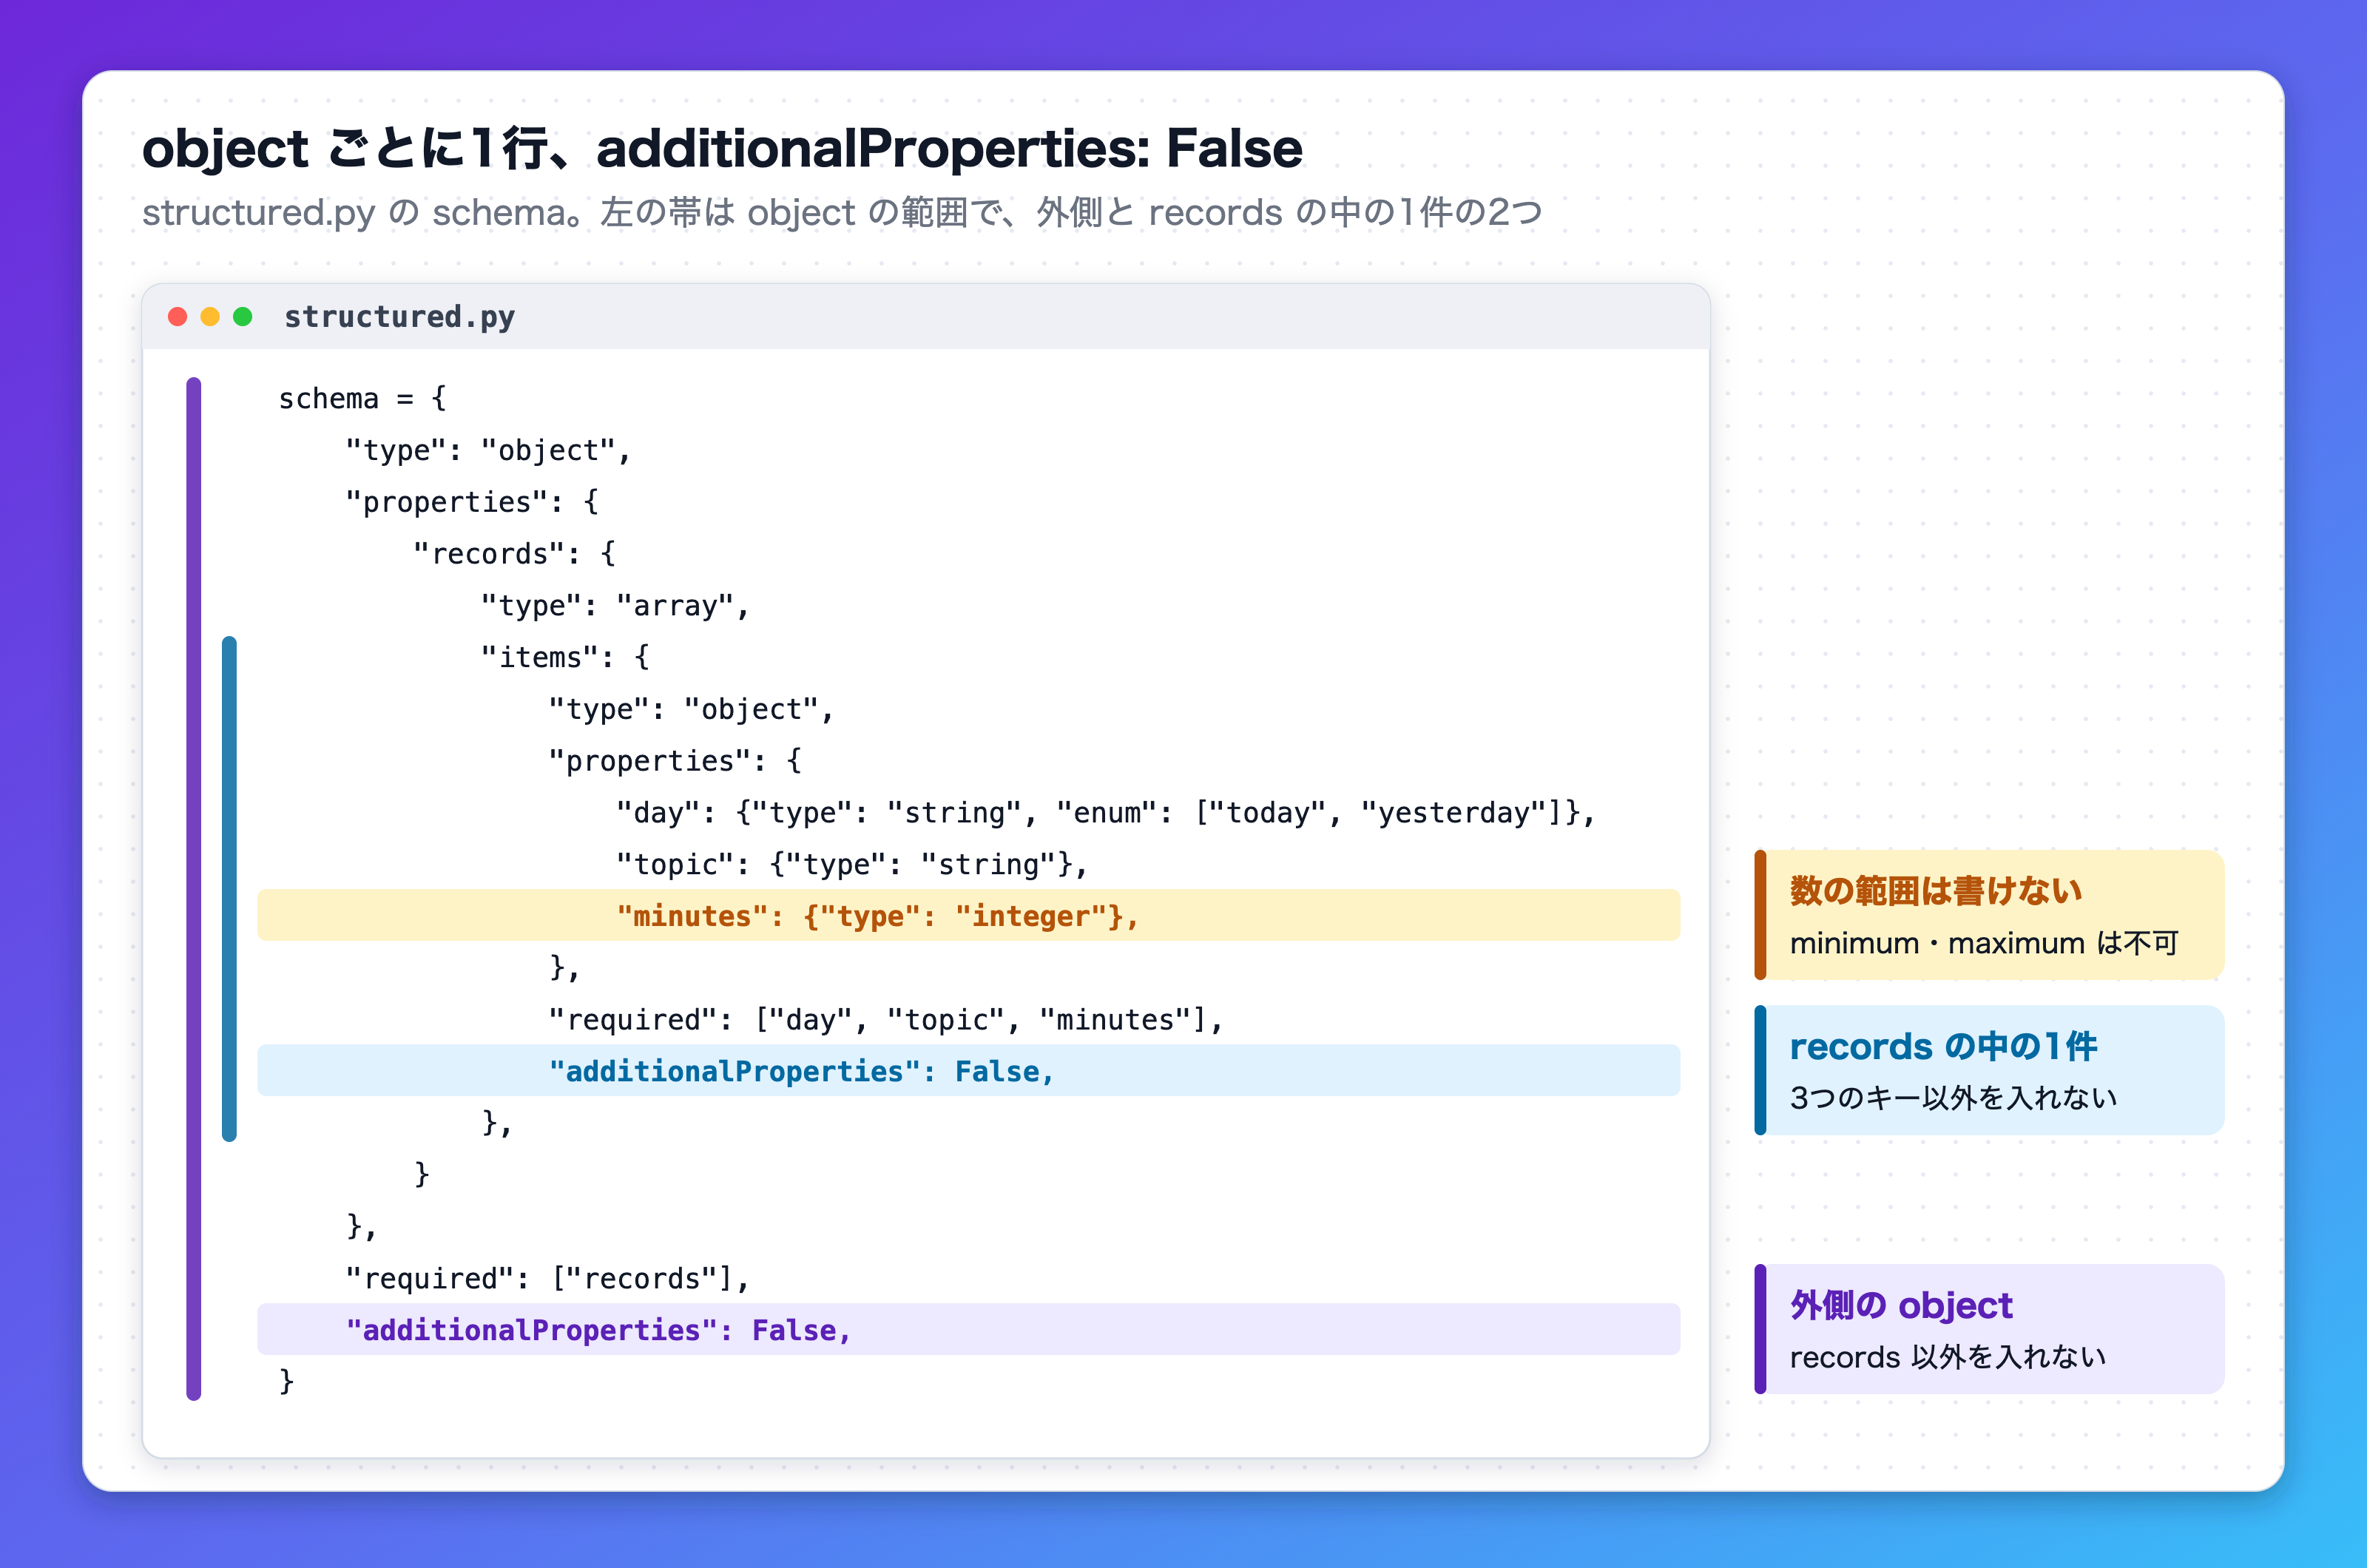 object ごとに1行、additionalProperties: False
structured.py の schema。左の帯は object の範囲で、外側と records の中の1件の2つ
structured.py
schema = {
    "type": "object",
    "properties": {
        "records": {
            "type": "array",
            "items": {
                "type": "object",
                "properties": {
                    "day": {"type": "string", "enum": ["today", "yesterday"]},
                    "topic": {"type": "string"},
                    "minutes": {"type": "integer"},
                },
                "required": ["day", "topic", "minutes"],
                "additionalProperties": False,
            },
        }
    },
    "required": ["records"],
    "additionalProperties": False,
}
数の範囲は書けない
minimum・maximum は不可
records の中の1件
3つのキー以外を入れない
外側の object
records 以外を入れない